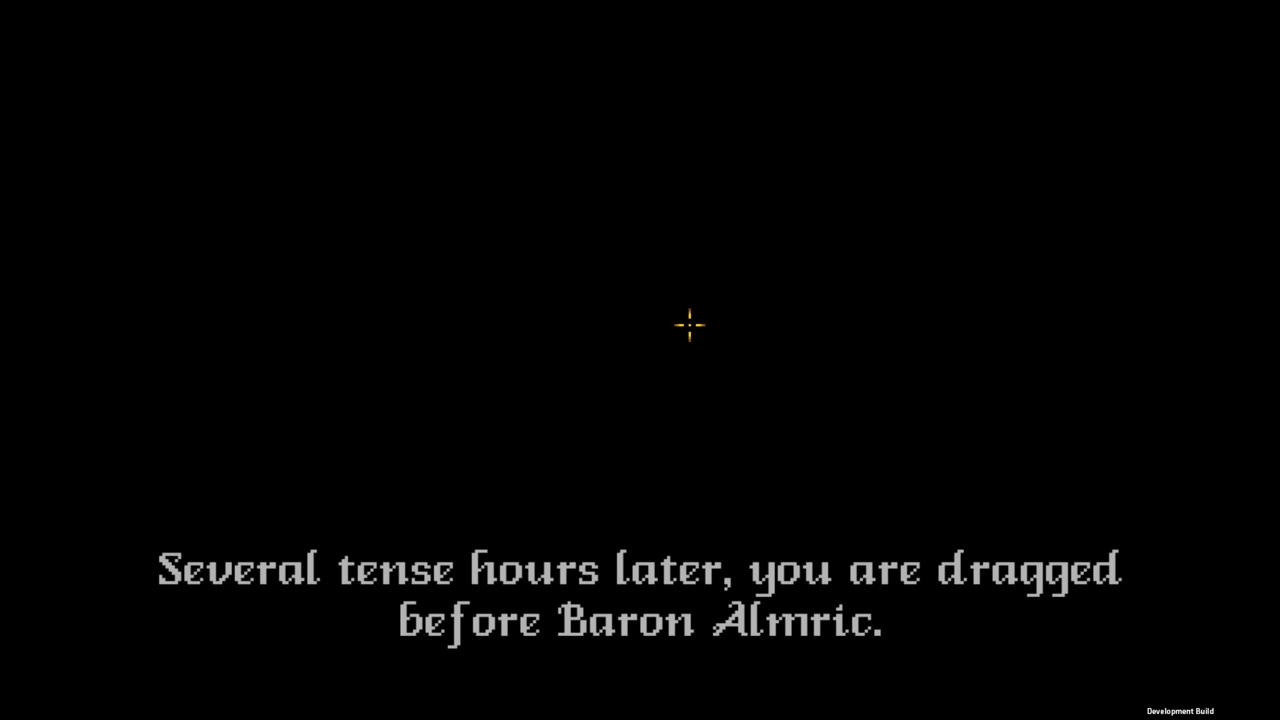 Several tense hours later, you are dragged
before Baron Almric.
Development Build